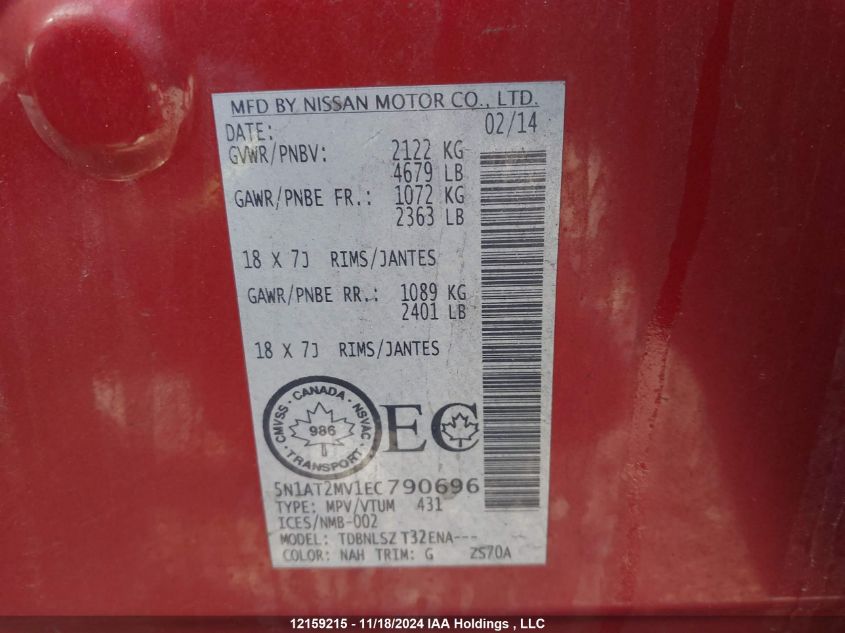 MFD BY NISSAN MOTOR CO., LTD.
DATE: 02/14
GVWR/PNBV: 2122 KG
4679 LB
GAWR/PNBE FR.: 1072 KG
2363 LB
18 X 7J RIMS/JANTES
GAWR/PNBE RR.: 1089 KG
2401 LB
18 X 7J RIMS/JANTES
CMVSS · CANADA · NSVAC
986
· TRANSPORT ·
EC
5N1AT2MV1EC790696
TYPE: MPV/VTUM 431
ICES/NMB-002
MODEL: TDBNLSZ T32ENA---
COLOR: NAH TRIM: G ZS70A
12159215 - 11/18/2024 IAA Holdings , LLC